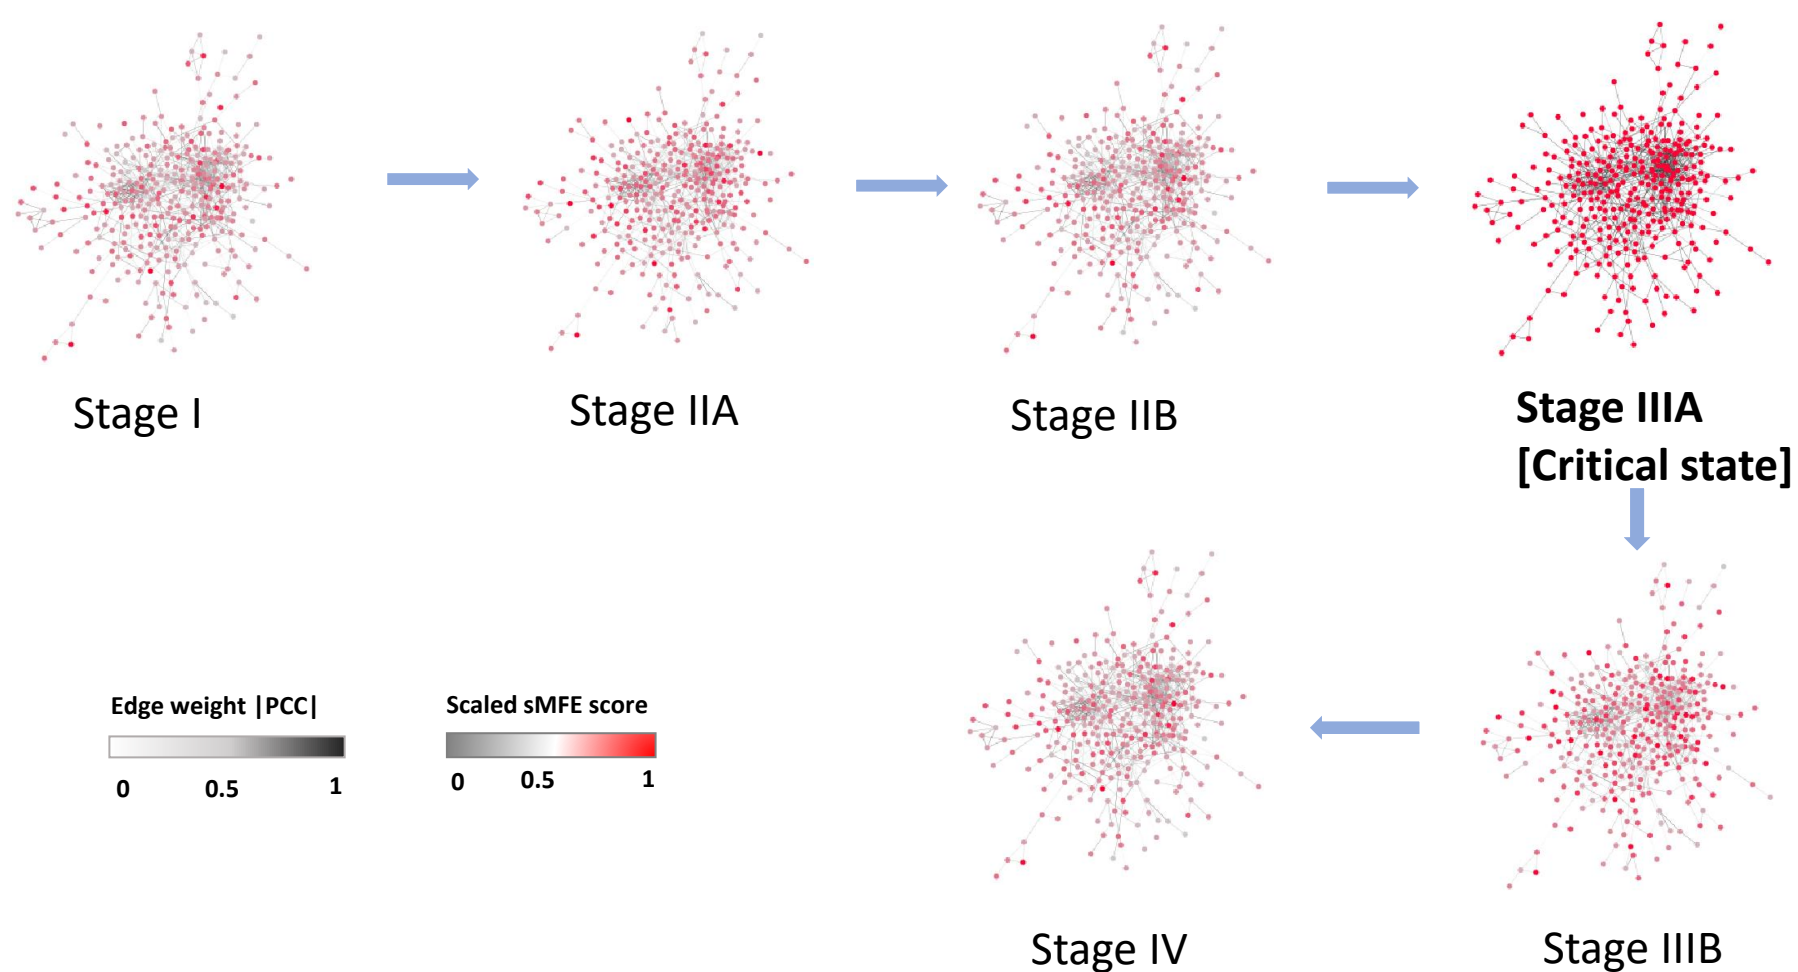 Stage I
Stage IIA
Stage IIB
Stage IIIA
[Critical state]
Edge weight |PCC|
0 0.5 1
Scaled sMFE score
0 0.5 1
Stage IV
Stage IIIB